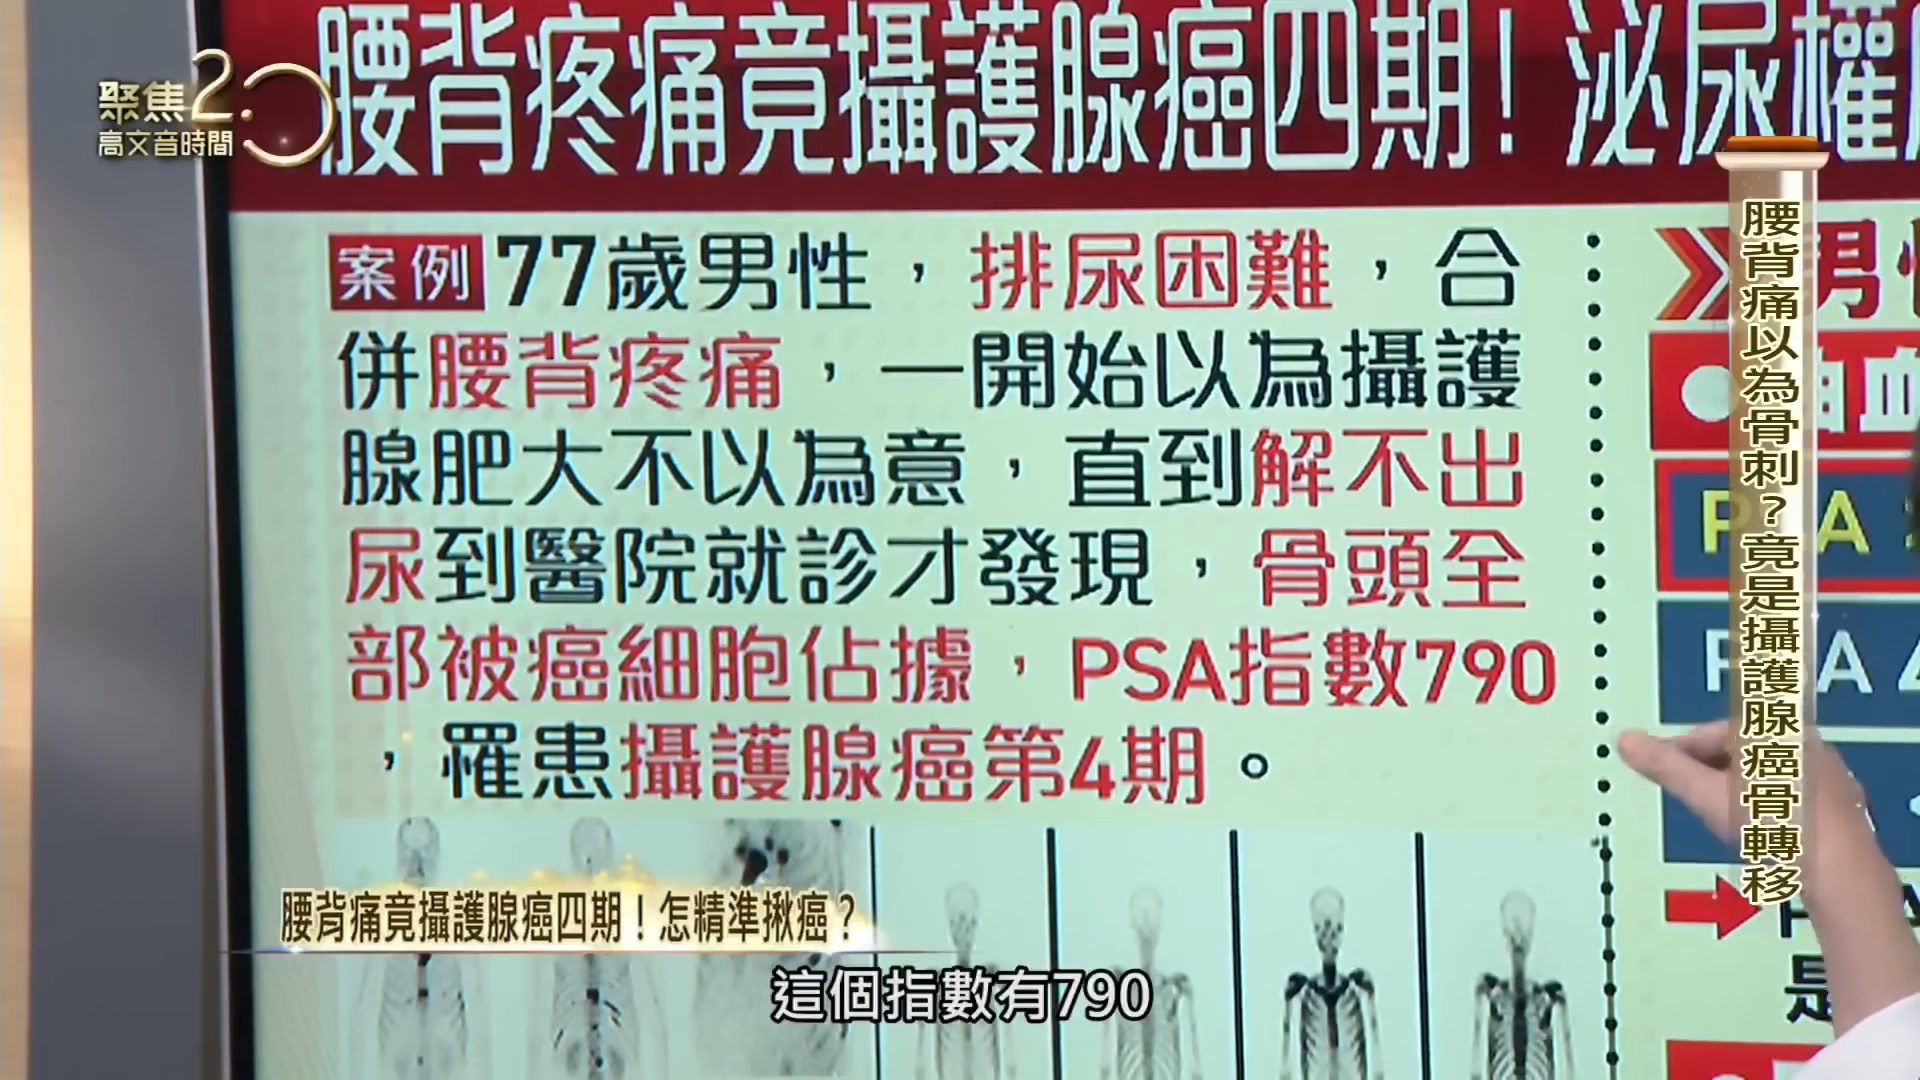 聚焦2.0
高文音時間
腰背疼痛竟攝護腺癌四期！泌尿權
案例 77歲男性，排尿困難，合
併腰背疼痛，一開始以為攝護
腺肥大不以為意，直到解不出
尿到醫院就診才發現，骨頭全
部被癌細胞佔據，PSA指數790
，罹患攝護腺癌第4期。
男
抽血
PSA
PSA
是
腰背痛以為骨刺？竟是攝護腺癌骨轉移
腰背痛竟攝護腺癌四期！怎精準揪癌？
這個指數有790